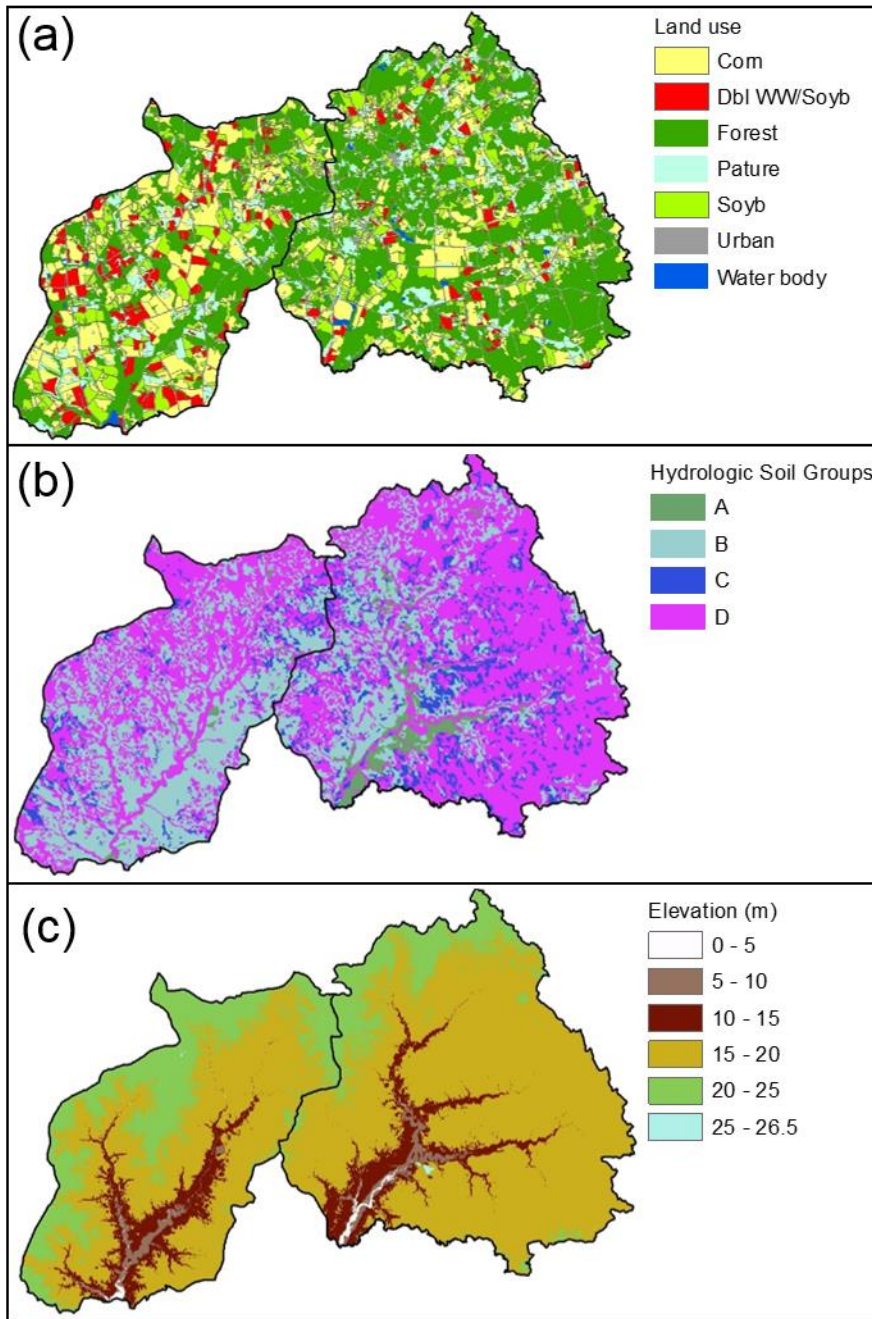 (a)
Land use
Corn
Dbl WW/Soyb
Forest
Pature
Soyb
Urban
Water body
(b)
Hydrologic Soil Groups
A
B
C
D
(c)
Elevation (m)
0 - 5
5 - 10
10 - 15
15 - 20
20 - 25
25 - 26.5